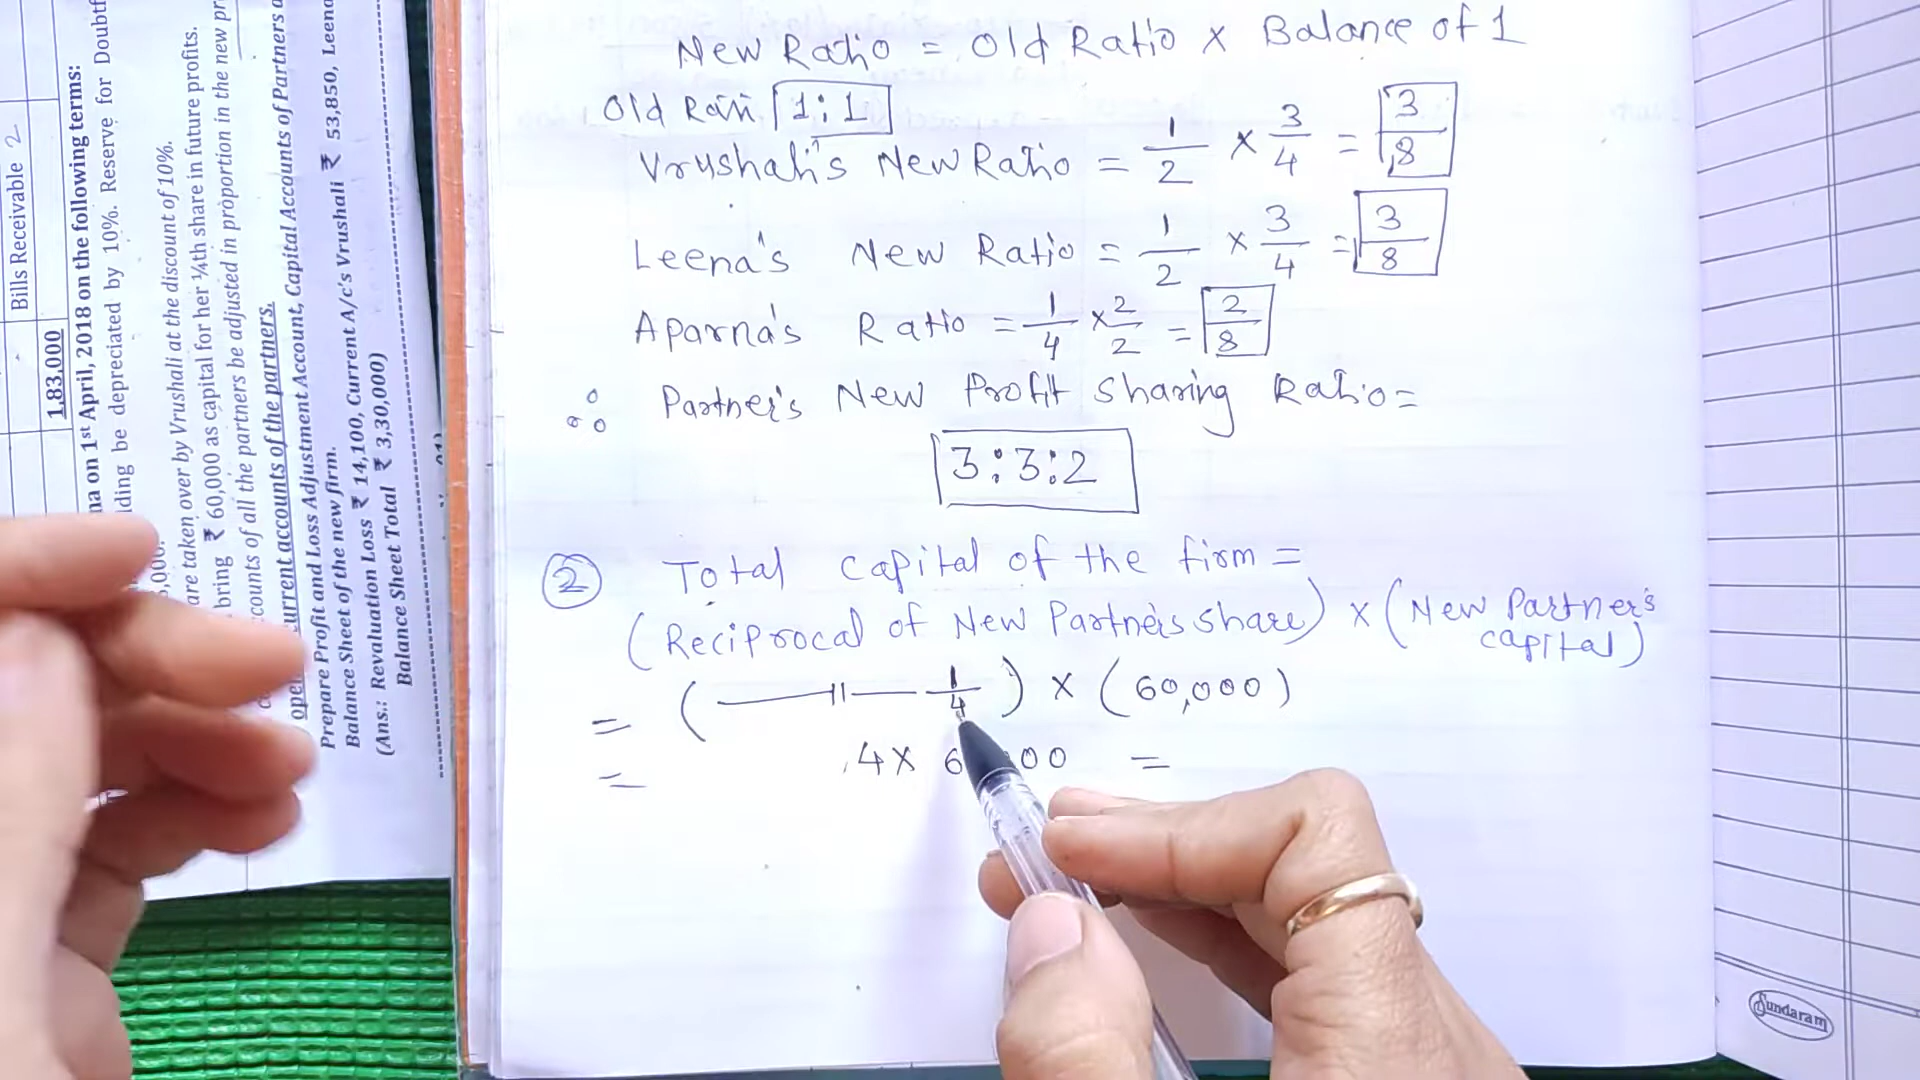 New Ratio = Old Ratio × Balance of 1
Old Ratio 1:1
Vrushali's New Ratio = 1/2 × 3/4 = 3/8
Leena's New Ratio = 1/2 × 3/4 = 3/8
Aparna's Ratio = 1/4 × 2/2 = 2/8
∴ Partner's New Profit Sharing Ratio =
3:3:2
② Total capital of the firm =
(Reciprocal of New Partner's share) × (New Partner's capital)
= ( —〃— 1/4 ) × (60,000)
= 4 × 6 00 =
Bills Receivable 2
1,83,000
na on 1st April, 2018 on the following terms:
ding be depreciated by 10%. Reserve for Doubtf
are taken over by Vrushali at the discount of 10%.
bring ₹ 60,000 as capital for her ¼th share in future profits.
counts of all the partners be adjusted in proportion in the new pr
current accounts of the partners.
Prepare Profit and Loss Adjustment Account, Capital Accounts of Partners a
Balance Sheet of the new firm.
(Ans.: Revaluation Loss ₹ 14,100, Current A/c's Vrushali ₹ 53,850, Leena
Balance Sheet Total ₹ 3,30,000)
Sundaram